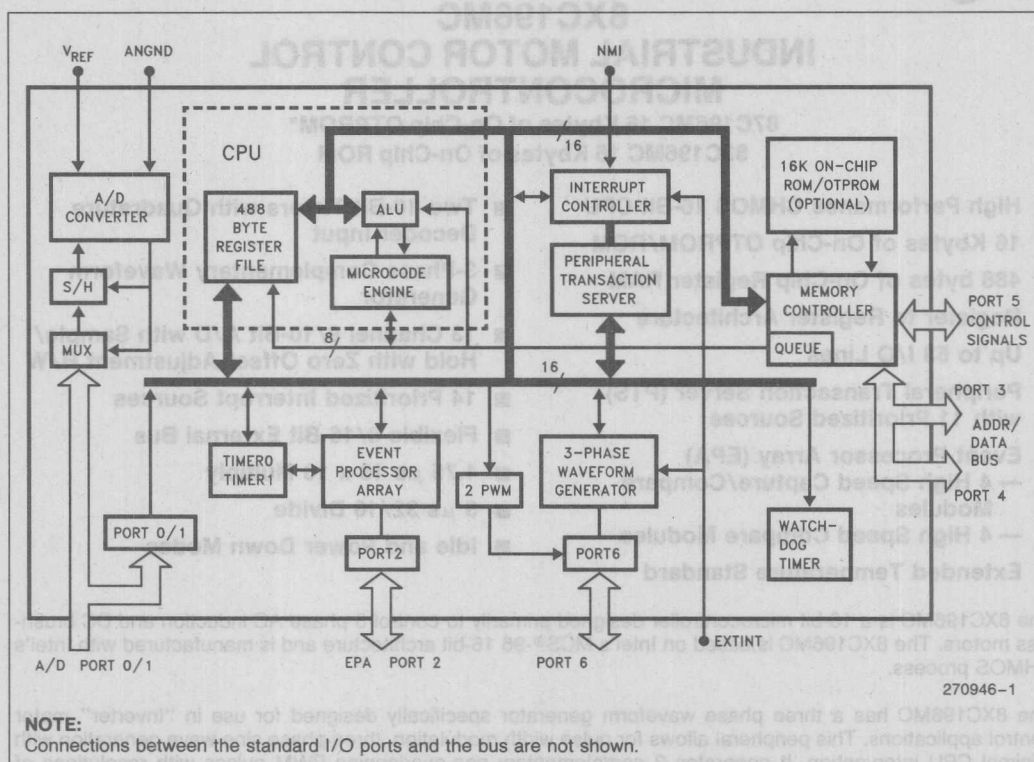 8XC196MC
INDUSTRIAL MOTOR CONTROL
MICROCONTROLLER
87C196MC 16 Kbytes of On-Chip OTPROM*
83C196MC 16 Kbytes of On-Chip ROM
VREF
ANGND
NMI
CPU
16
A/D
CONVERTER
488
BYTE
REGISTER
FILE
ALU
MICROCODE
ENGINE
INTERRUPT
CONTROLLER
PERIPHERAL
TRANSACTION
SERVER
16K ON-CHIP
ROM/OTPROM
(OPTIONAL)
MEMORY
CONTROLLER
QUEUE
S/H
MUX
8
16
PORT 5
CONTROL
SIGNALS
PORT 3
ADDR/
DATA
BUS
PORT 4
TIMER0
TIMER1
EVENT
PROCESSOR
ARRAY
2 PWM
3-PHASE
WAVEFORM
GENERATOR
WATCH-
DOG
TIMER
PORT 0/1
PORT2
PORT6
A/D PORT 0/1
EPA PORT 2
PORT 6
EXTINT
270946-1
NOTE:
Connections between the standard I/O ports and the bus are not shown.
High Performance CHMOS 16-Bit CPU
16 Kbytes of On-Chip OTPROM/ROM
488 bytes of On-Chip Register RAM
Register to Register Architecture
Up to 53 I/O Lines
Peripheral Transaction Server (PTS)
with 11 Prioritized Sources
Event Processor Array (EPA)
— 4 High Speed Capture/Compare
Modules
— 4 High Speed Compare Modules
Extended Temperature Standard
Two 16-Bit Timers with Quadrature
Decoder Input
3-Phase Complementary Waveform
Generator
13 Channel 8/10-Bit A/D with Sample/
Hold with Zero Offset Adjustment H/W
14 Prioritized Interrupt Sources
Flexible 8/16-Bit External Bus
Idle and Power Down Modes